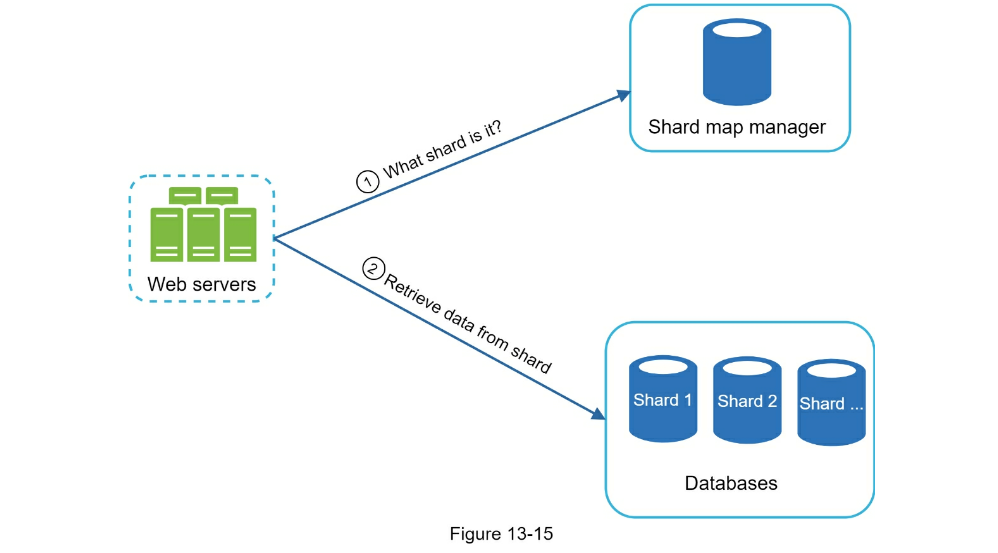 Shard map manager
1 What shard is it?
Web servers
2 Retrieve data from shard
Shard 1
Shard 2
Shard ...
Databases
Figure 13-15